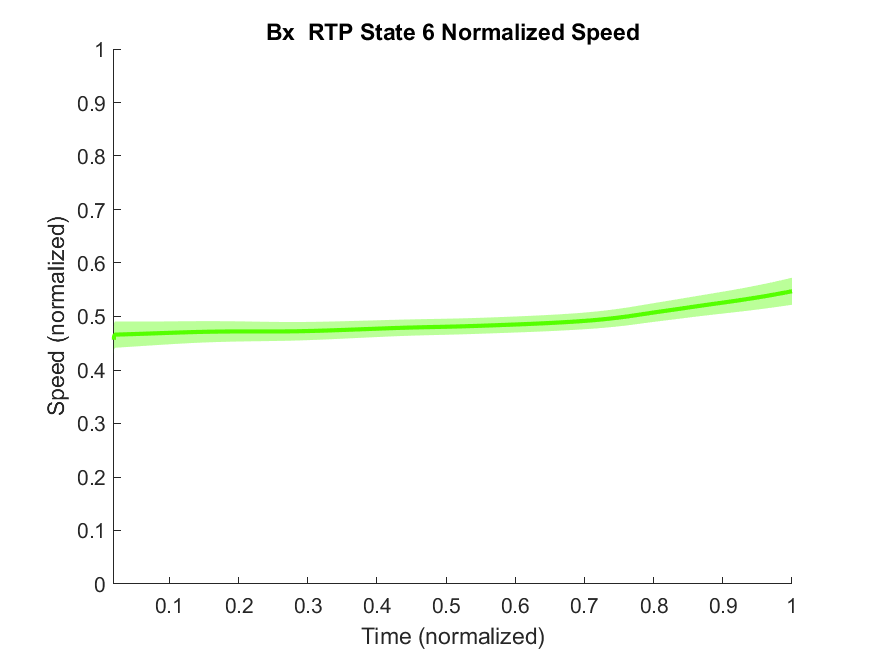 Bx  RTP State 6 Normalized Speed
1
0.9
0.8
0.7
0.6
0.5
0.4
0.3
0.2
0.1
0
Speed (normalized)
0.1 0.2 0.3 0.4 0.5 0.6 0.7 0.8 0.9 1
Time (normalized)